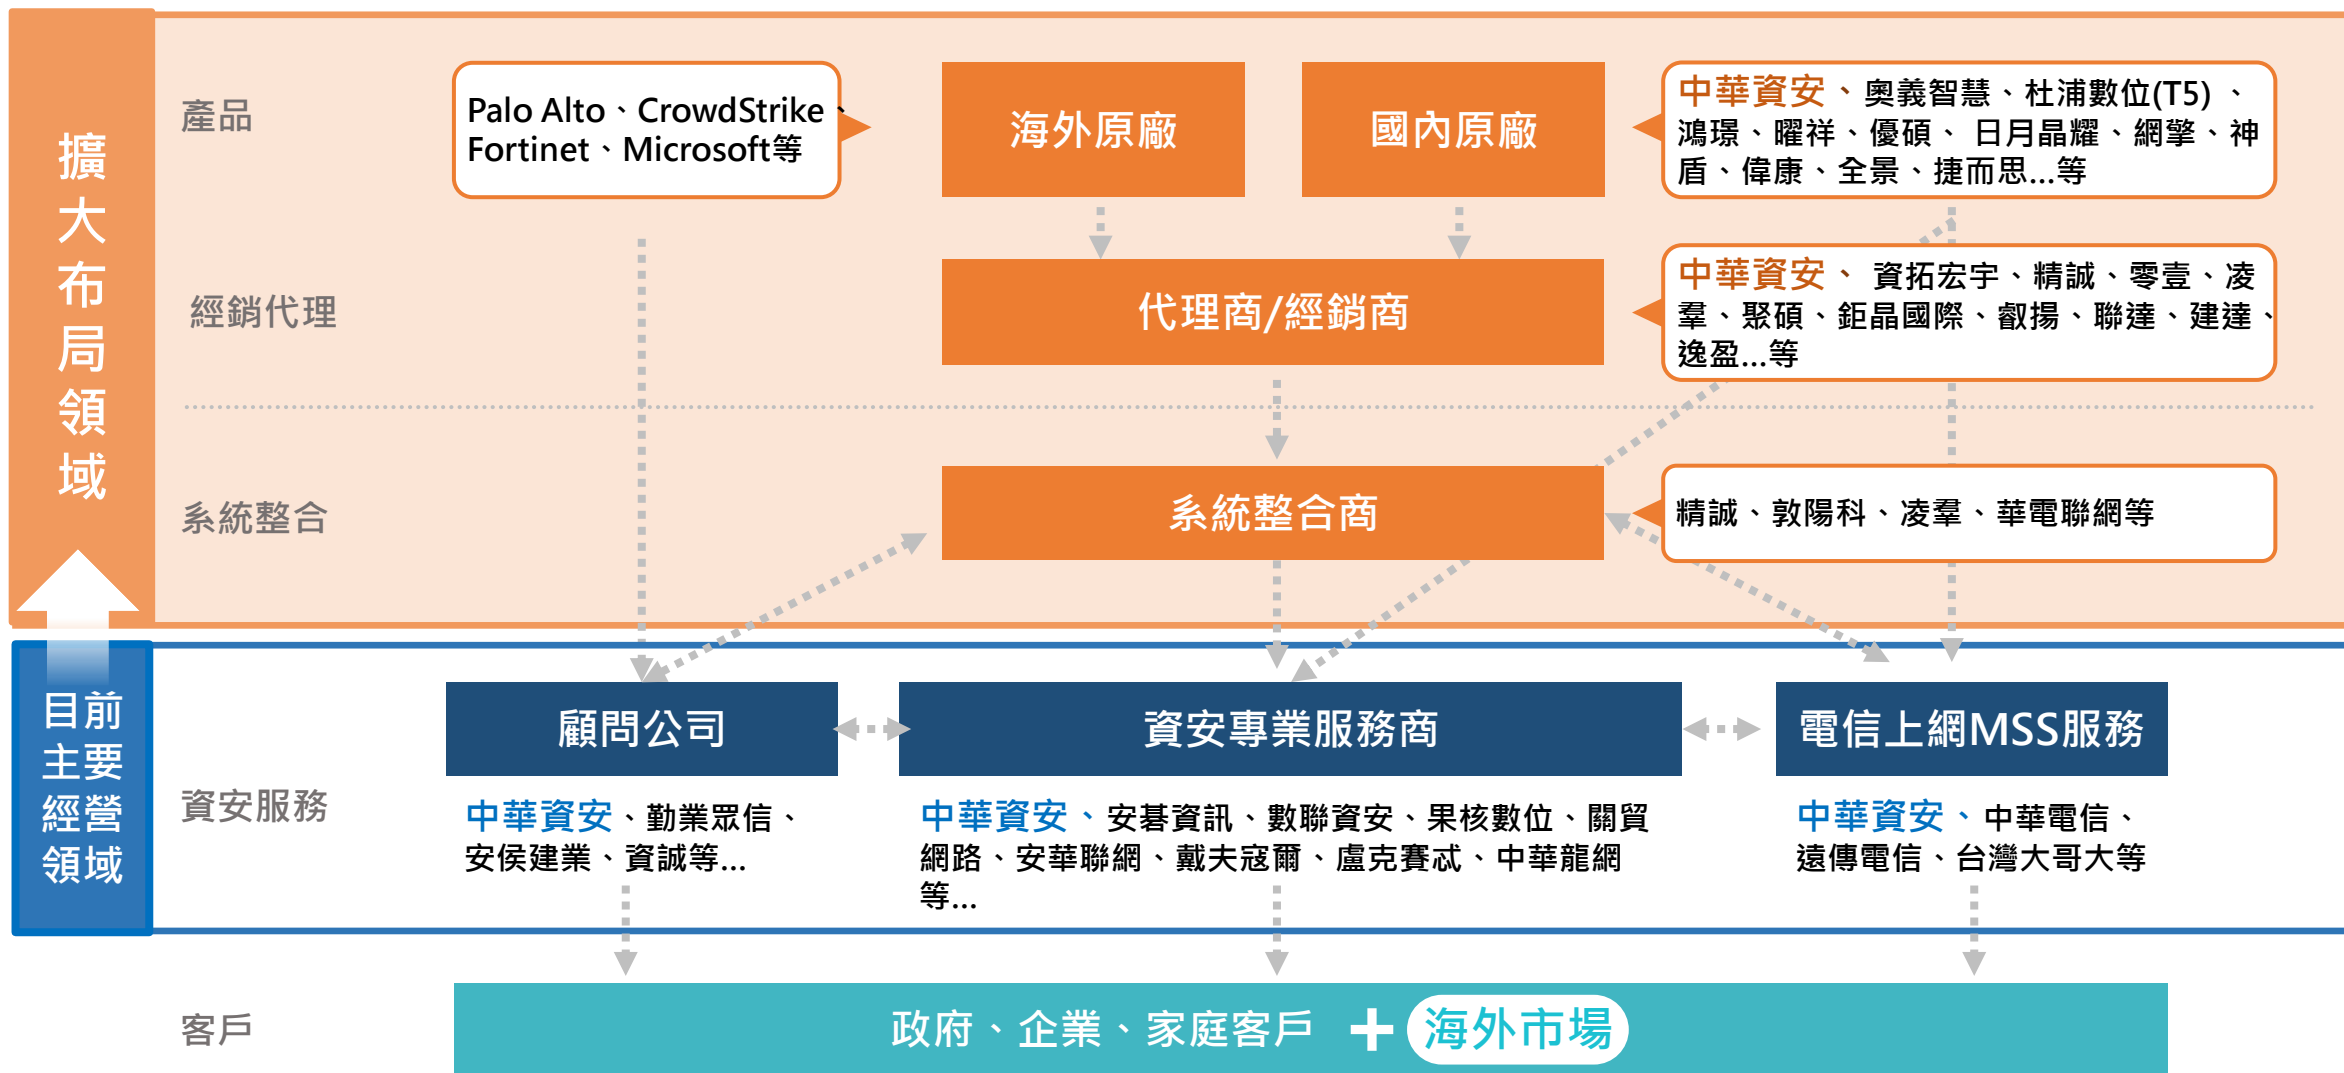 擴大布局領域
產品
Palo Alto、CrowdStrike、
Fortinet、Microsoft等
海外原廠
國內原廠
中華資安、奧義智慧、杜浦數位(T5)、
鴻璟、曜祥、優碩、日月晶耀、網擎、神
盾、偉康、全景、捷而思...等
經銷代理
代理商/經銷商
中華資安、資拓宏宇、精誠、零壹、凌
羣、聚碩、鉅晶國際、叡揚、聯達、建達、
逸盈...等
系統整合
系統整合商
精誠、敦陽科、凌羣、華電聯網等
目前
主要
經營
領域
資安服務
顧問公司
資安專業服務商
電信上網MSS服務
中華資安、勤業眾信、
安侯建業、資誠等...
中華資安、安碁資訊、數聯資安、果核數位、關貿
網路、安華聯網、戴夫寇爾、盧克賽忒、中華龍網
等...
中華資安、中華電信、
遠傳電信、台灣大哥大等
客戶
政府、企業、家庭客戶 + 海外市場